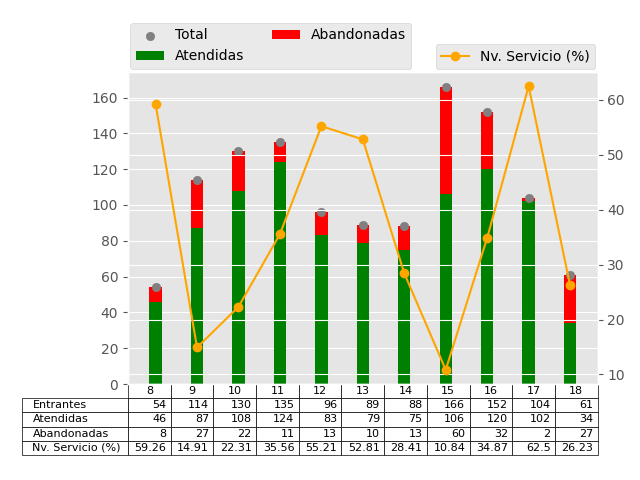 Total Abandonadas
Atendidas
Nv. Servicio (%)
160
140
120
100
80
60
40
20
0
60
50
40
30
20
10
8 9 10 11 12 13 14 15 16 17 18
Entrantes 54 114 130 135 96 89 88 166 152 104 61
Atendidas 46 87 108 124 83 79 75 106 120 102 34
Abandonadas 8 27 22 11 13 10 13 60 32 2 27
Nv. Servicio (%) 59.26 14.91 22.31 35.56 55.21 52.81 28.41 10.84 34.87 62.5 26.23